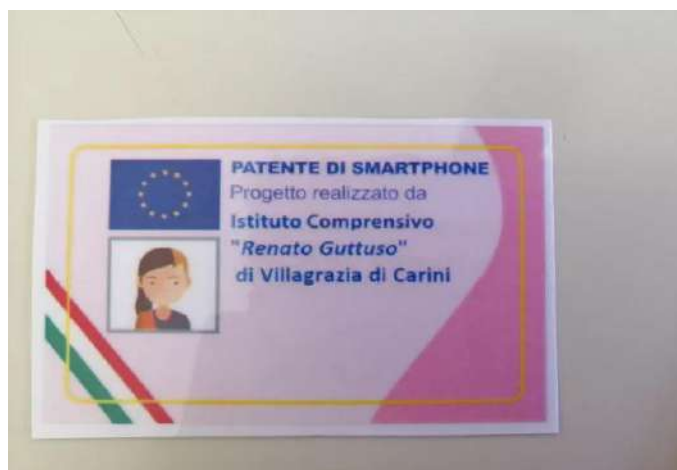 PATENTE DI SMARTPHONE
Progetto realizzato da
Istituto Comprensivo
"Renato Guttuso"
di Villagrazia di Carini